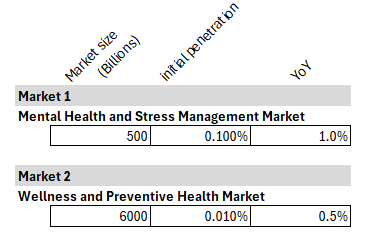 Market size
(Billions)
initial penetration
YoY
Market 1
Mental Health and Stress Management Market
500 0.100% 1.0%
Market 2
Wellness and Preventive Health Market
6000 0.010% 0.5%